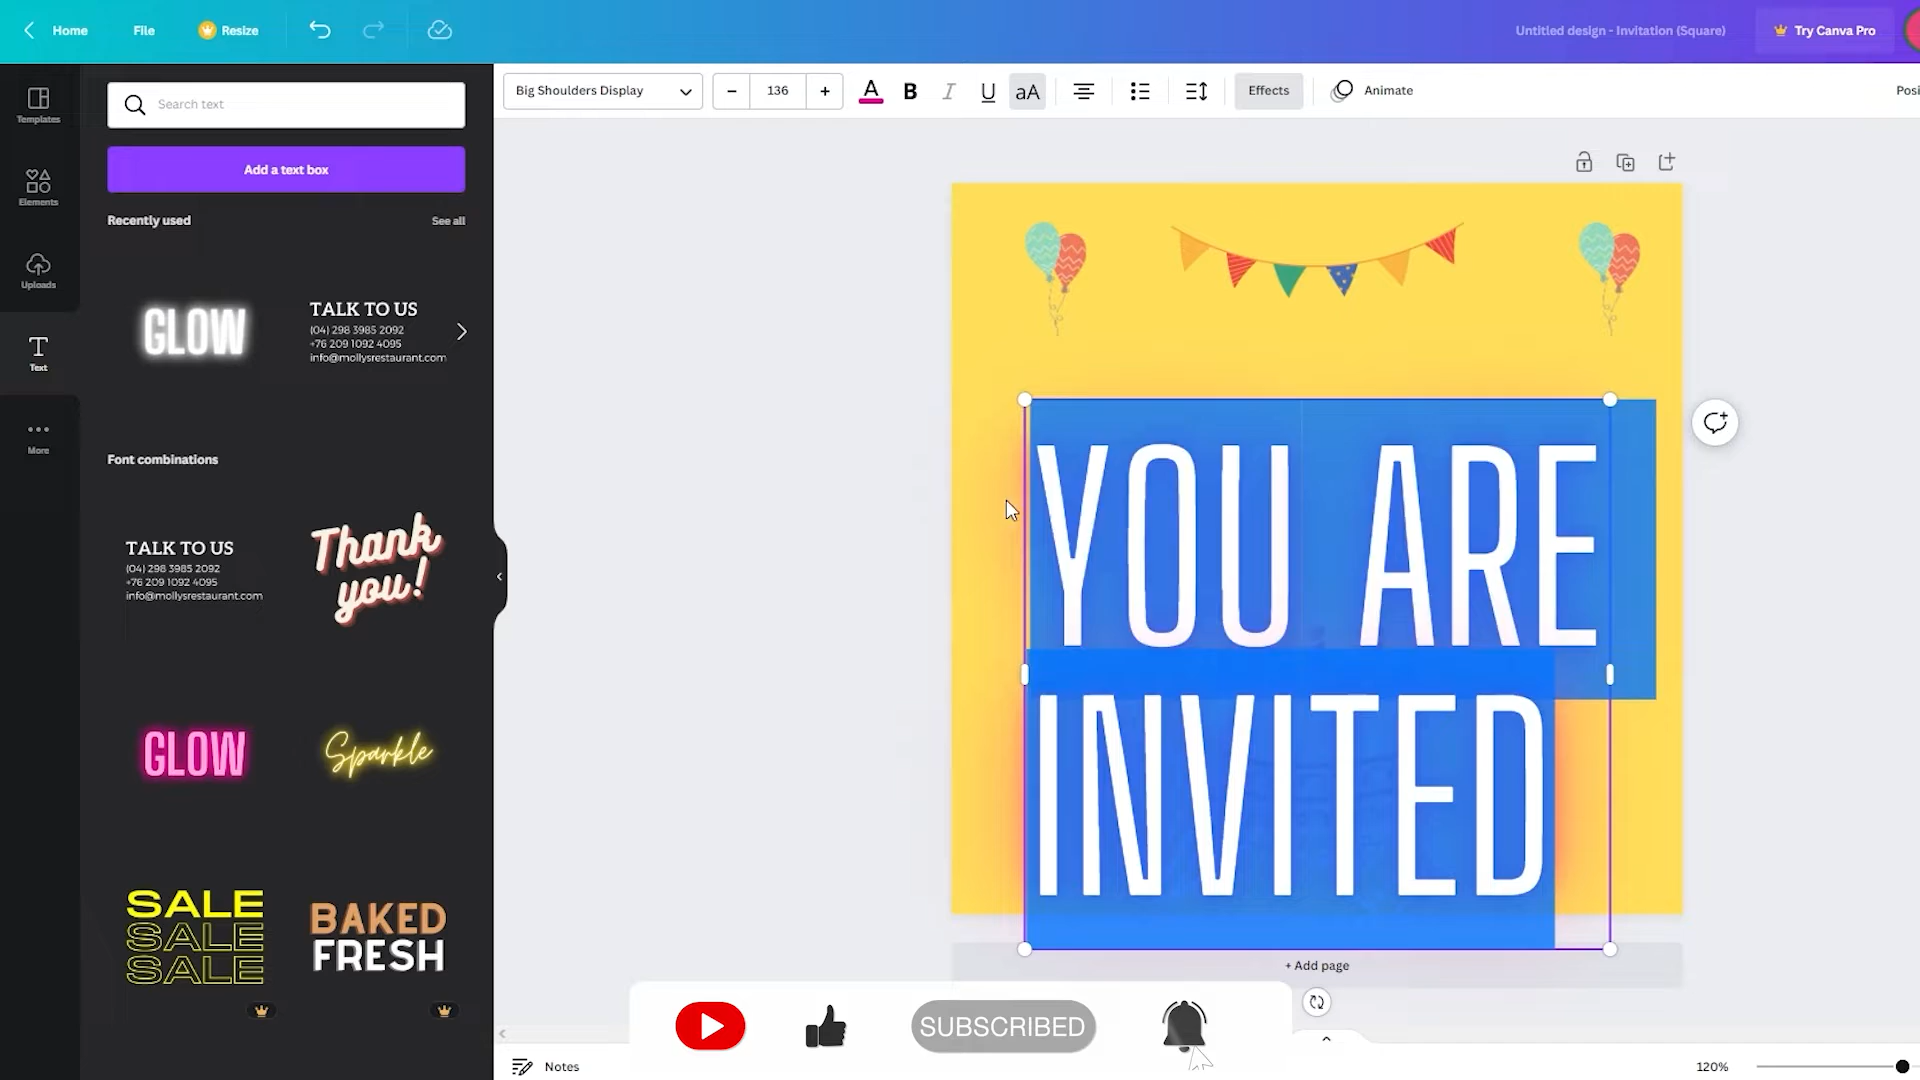 Home File Resize Untitled design - Invitation (Square) Try Canva Pro
Big Shoulders Display − 136 + A B I U aA Effects Animate Posi
Templates
Elements
Uploads
T
Text
More
Search text
Add a text box
Recently used See all
GLOW
TALK TO US
(04) 298 3985 2092
+76 209 1092 4095
info@mollysrestaurant.com
Font combinations
TALK TO US
(04) 298 3985 2092
+76 209 1092 4095
info@mollysrestaurant.com
Thank
you!
GLOW
Sparkle
SALE
SALE
SALE
BAKED
FRESH
YOU ARE
INVITED
+ Add page
SUBSCRIBED
Notes 120%